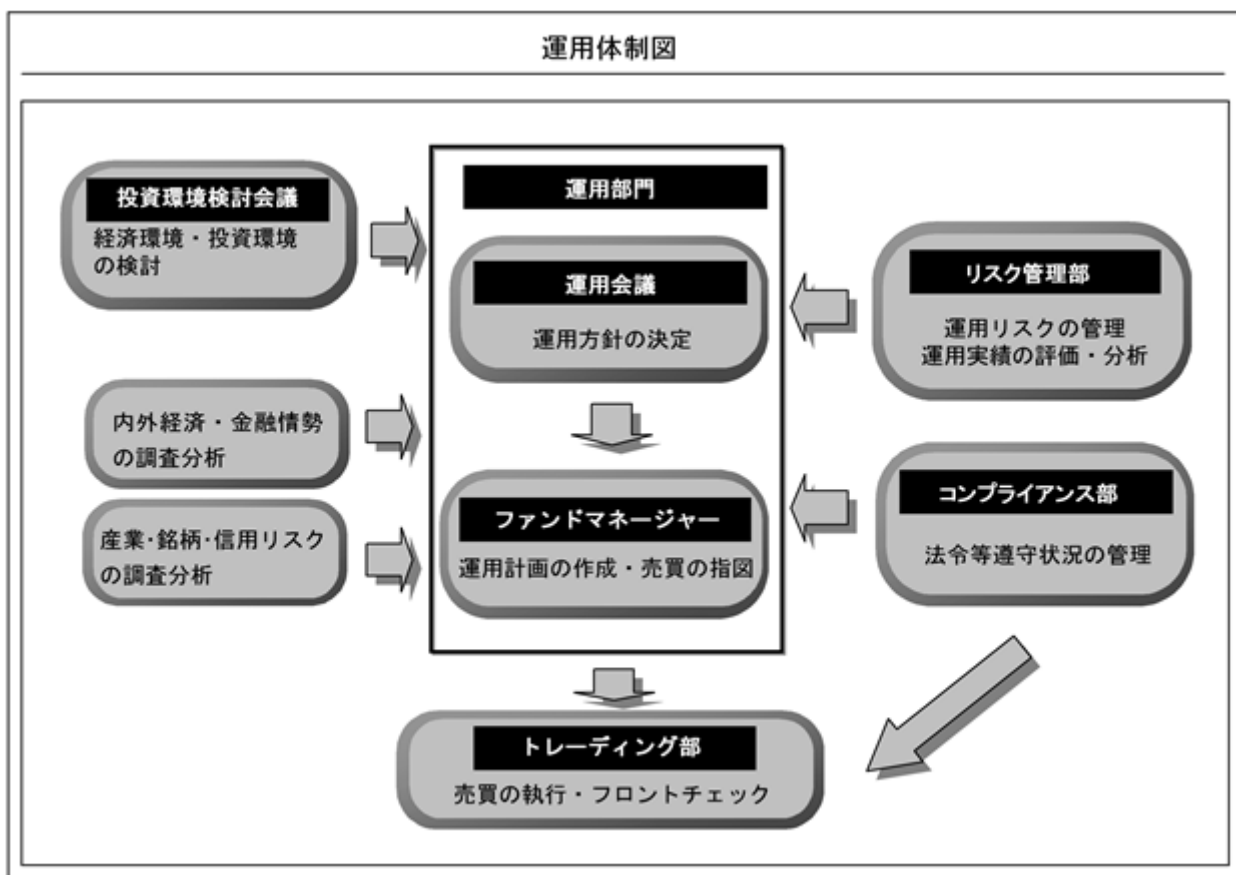 運用体制図
投資環境検討会議
経済環境・投資環境
の検討
内外経済・金融情勢
の調査分析
産業・銘柄・信用リスク
の調査分析
運用部門
運用会議
運用方針の決定
ファンドマネージャー
運用計画の作成・売買の指図
リスク管理部
運用リスクの管理
運用実績の評価・分析
コンプライアンス部
法令等遵守状況の管理
トレーディング部
売買の執行・フロントチェック